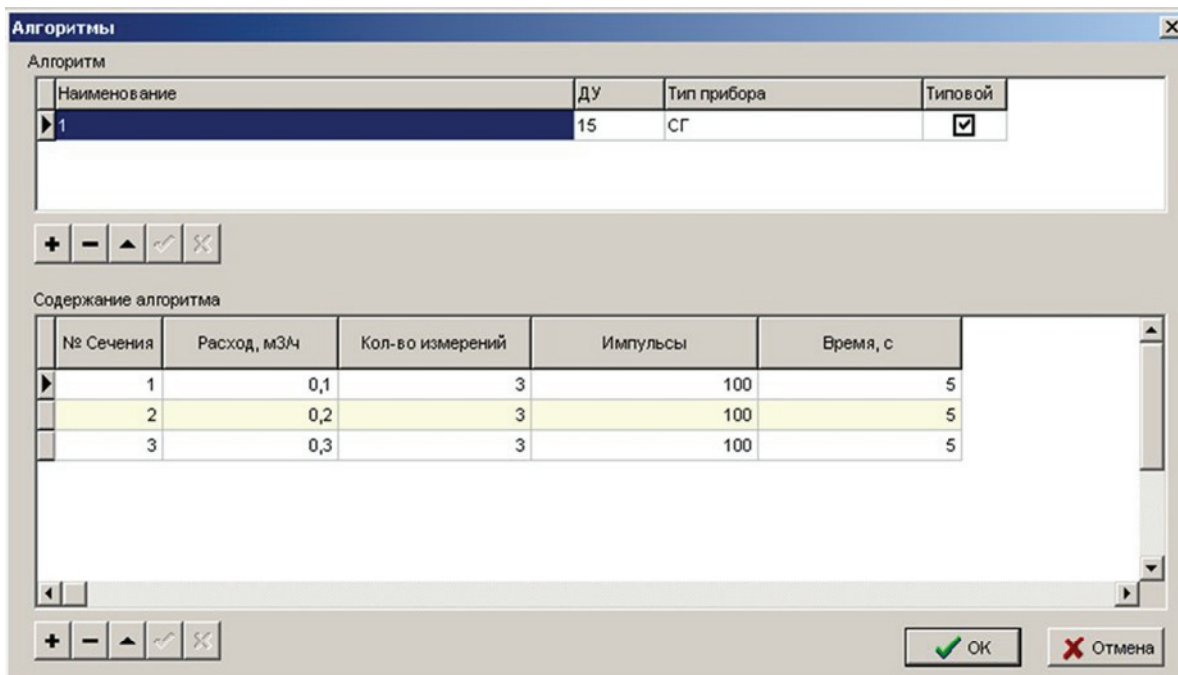 Алгоритмы
Алгоритм
Наименование ДУ Тип прибора Типовой
1 15 СГ
Содержание алгоритма
№ Сечения Расход, м3/ч Кол-во измерений Импульсы Время, с
1 0,1 3 100 5
2 0,2 3 100 5
3 0,3 3 100 5
ОК Отмена